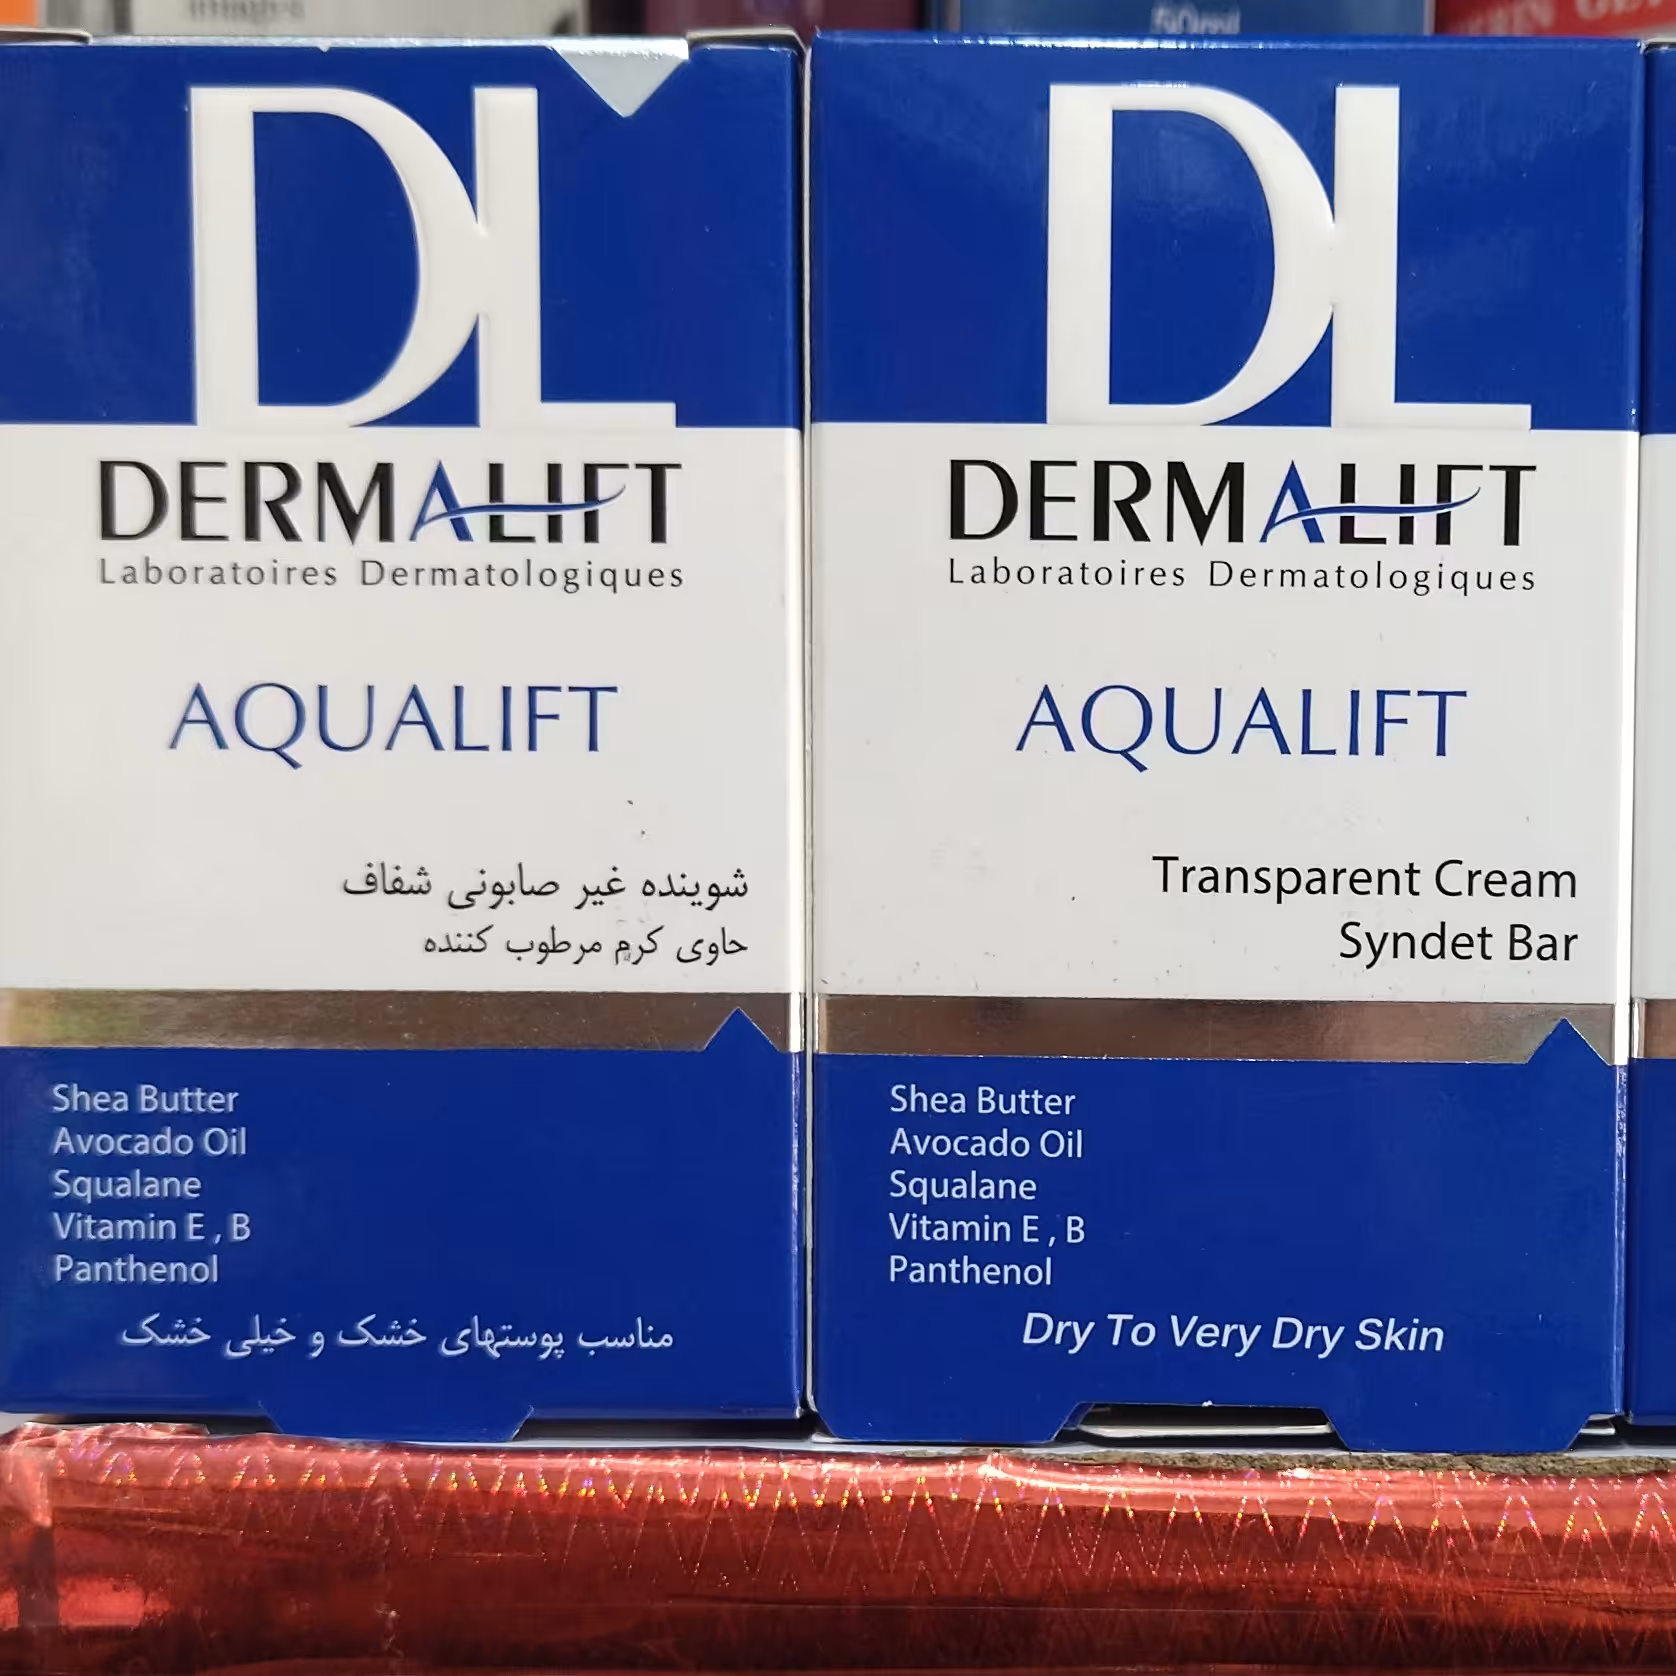 50ml
DL
DERMALIFT
Laboratoires Dermatologiques
AQUALIFT
شوینده غیر صابونی شفاف
حاوی کرم مرطوب کننده
Shea Butter
Avocado Oil
Squalane
Vitamin E , B
Panthenol
مناسب پوستهای خشک و خیلی خشک
DL
DERMALIFT
Laboratoires Dermatologiques
AQUALIFT
Transparent Cream
Syndet Bar
Shea Butter
Avocado Oil
Squalane
Vitamin E , B
Panthenol
Dry To Very Dry Skin